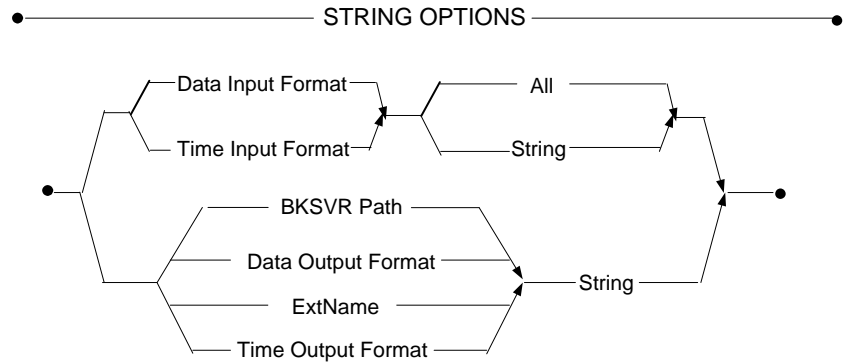 STRING OPTIONS
Data Input Format
All
Time Input Format
String
BKSVR Path
Data Output Format
String
ExtName
Time Output Format